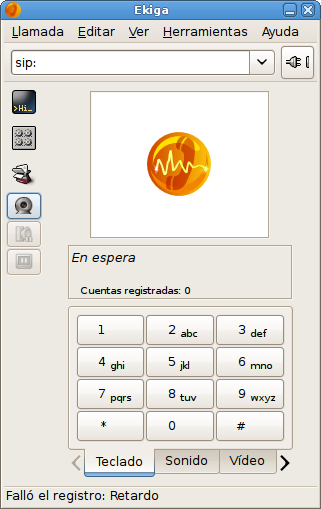 Ekiga
Llamada Editar Ver Herramientas Ayuda
sip:
>Hi_
En espera
Cuentas registradas: 0
1 2 abc 3 def
4 ghi 5 jkl 6 mno
7 pqrs 8 tuv 9 wxyz
* 0 #
Teclado Sonido Vídeo
Falló el registro: Retardo